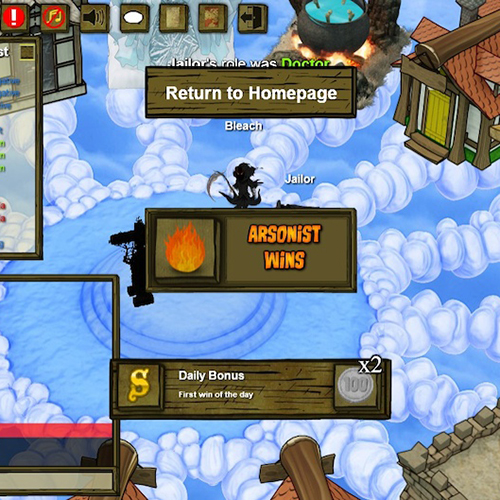 st
Jailor's role was Doctor
Return to Homepage
Bleach
Jailor
ARSONIST
WINS
x2
Daily Bonus
100
First win of the day